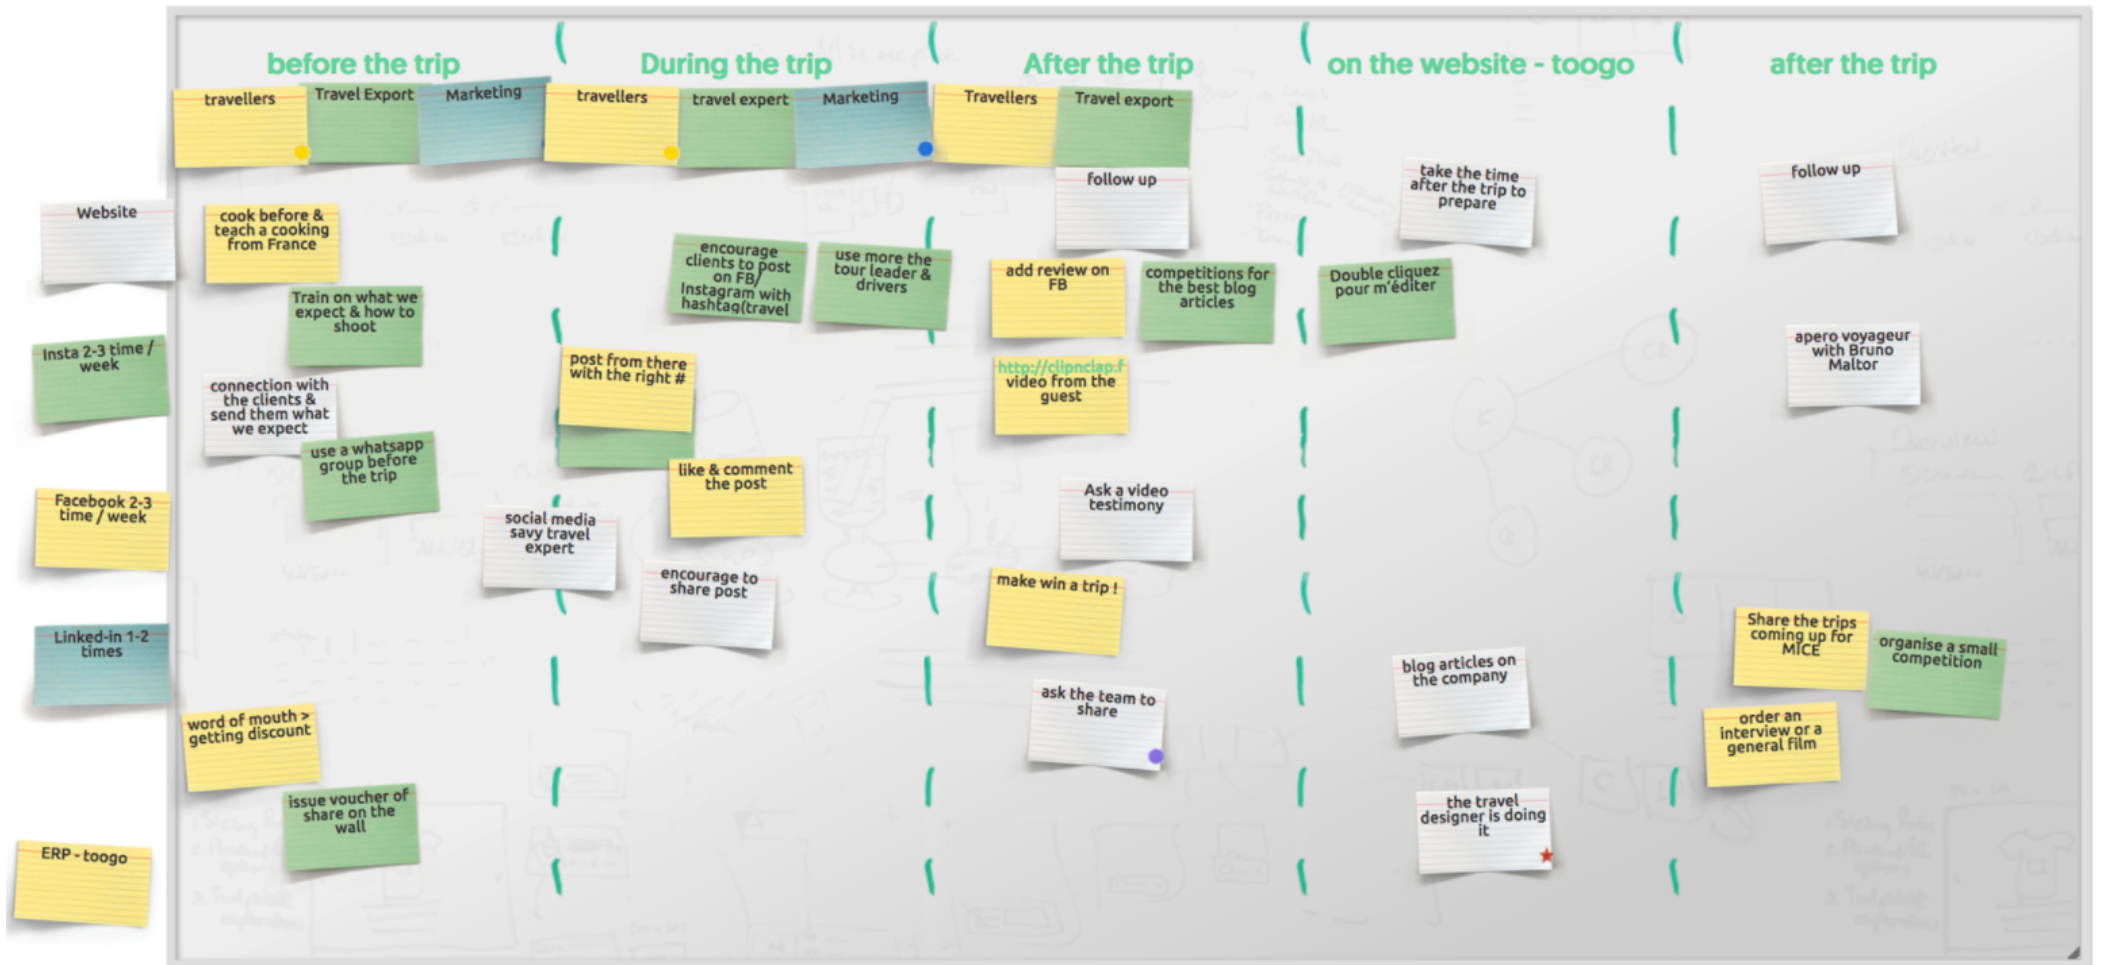 before the trip
During the trip
After the trip
on the website - toogo
after the trip
travellers
Travel Export
Marketing
travellers
travel expert
Marketing
Travellers
Travel export
Website
Insta 2-3 time /
week
Facebook 2-3
time / week
Linked-in 1-2
times
ERP - toogo
cook before &
teach a cooking
from France
Train on what we
expect & how to
shoot
connection with
the clients &
send them what
we expect
use a whatsapp
group before
the trip
social media
savy travel
expert
word of mouth >
getting discount
issue voucher of
share on the
wall
encourage
clients to post
on FB/
Instagram with
hashtag(travel
use more the
tour leader &
drivers
post from there
with the right #
like & comment
the post
encourage to
share post
follow up
add review on
FB
competitions for
the best blog
articles
http://clipnclap.f
video from the
guest
Ask a video
testimony
make win a trip !
ask the team to
share
take the time
after the trip to
prepare
Double cliquez
pour m'éditer
blog articles on
the company
the travel
designer is doing
it
follow up
apero voyageur
with Bruno
Maltor
Share the trips
coming up for
MICE
organise a small
competition
order an
interview or a
general film